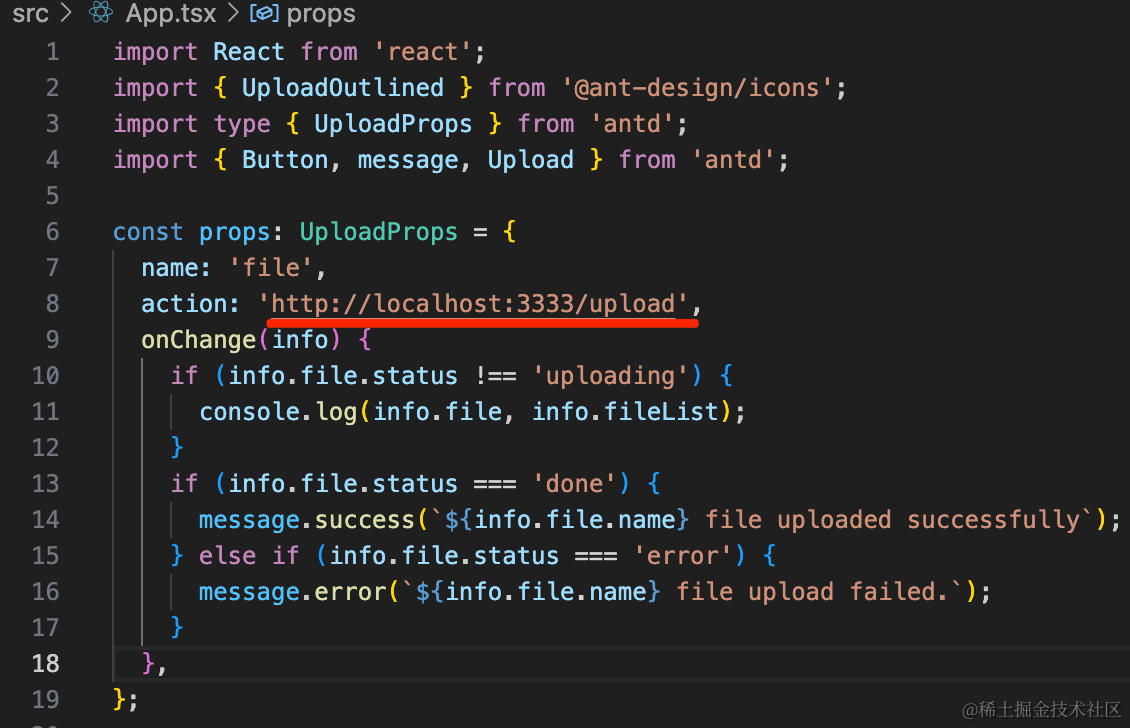 src > App.tsx > props
1 import React from 'react';
2 import { UploadOutlined } from '@ant-design/icons';
3 import type { UploadProps } from 'antd';
4 import { Button, message, Upload } from 'antd';
5
6 const props: UploadProps = {
7   name: 'file',
8   action: 'http://localhost:3333/upload',
9   onChange(info) {
10     if (info.file.status !== 'uploading') {
11       console.log(info.file, info.fileList);
12     }
13     if (info.file.status === 'done') {
14       message.success(`${info.file.name} file uploaded successfully`);
15     } else if (info.file.status === 'error') {
16       message.error(`${info.file.name} file upload failed.`);
17     }
18   },
19 };
@稀土掘金技术社区